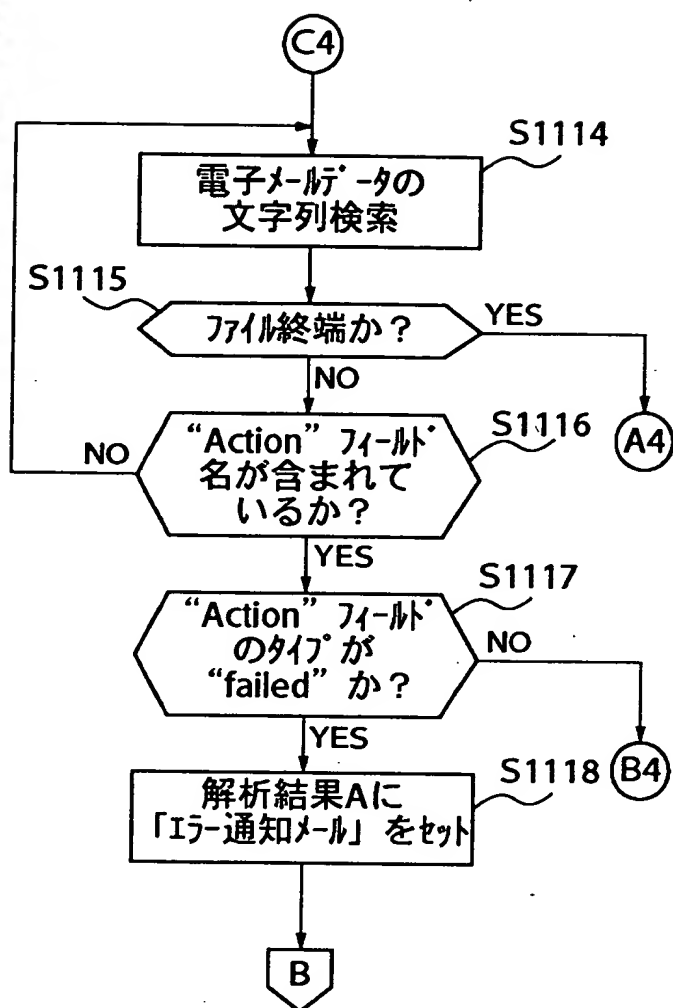 C4
S1114
電子メールデータの
文字列検索
S1115
ファイル終端か？
YES
NO
A4
S1116
“Action” フィールド
名が含まれて
いるか？
NO
YES
S1117
“Action” フィールド
のタイプが
“failed” か？
NO
YES
B4
S1118
解析結果Aに
「エラー通知メール」をセット
B